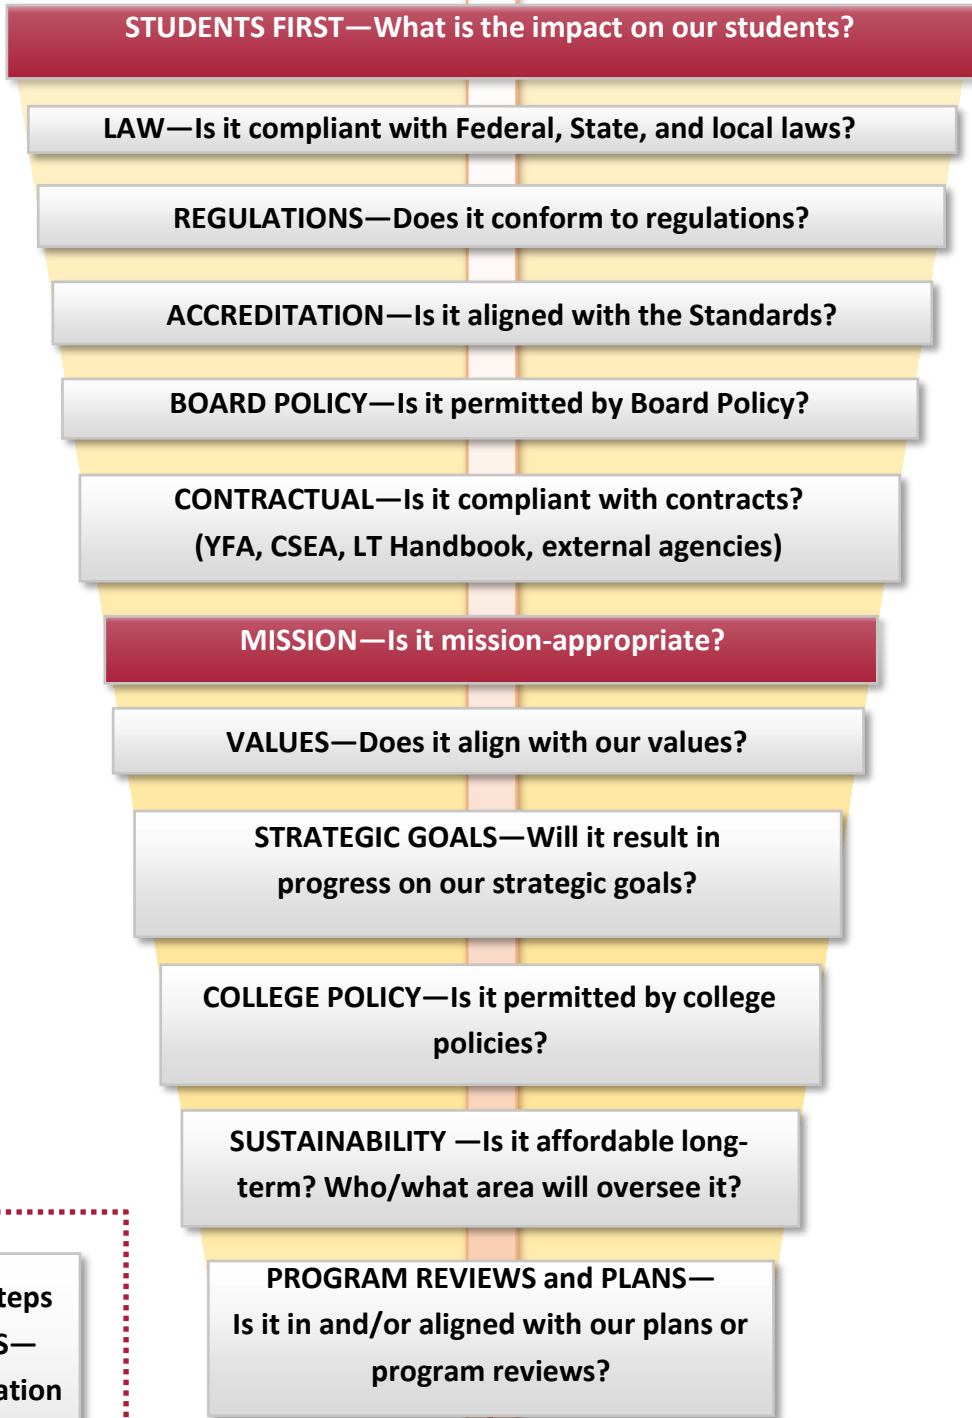 STUDENTS FIRST—What is the impact on our students?
LAW—Is it compliant with Federal, State, and local laws?
REGULATIONS—Does it conform to regulations?
ACCREDITATION—Is it aligned with the Standards?
BOARD POLICY—Is it permitted by Board Policy?
CONTRACTUAL—Is it compliant with contracts?
(YFA, CSEA, LT Handbook, external agencies)
MISSION—Is it mission-appropriate?
VALUES—Does it align with our values?
STRATEGIC GOALS—Will it result in
progress on our strategic goals?
COLLEGE POLICY—Is it permitted by college
policies?
SUSTAINABILITY —Is it affordable long-
term? Who/what area will oversee it?
PROGRAM REVIEWS and PLANS—
Is it in and/or aligned with our plans or
program reviews?
teps
S—
ation